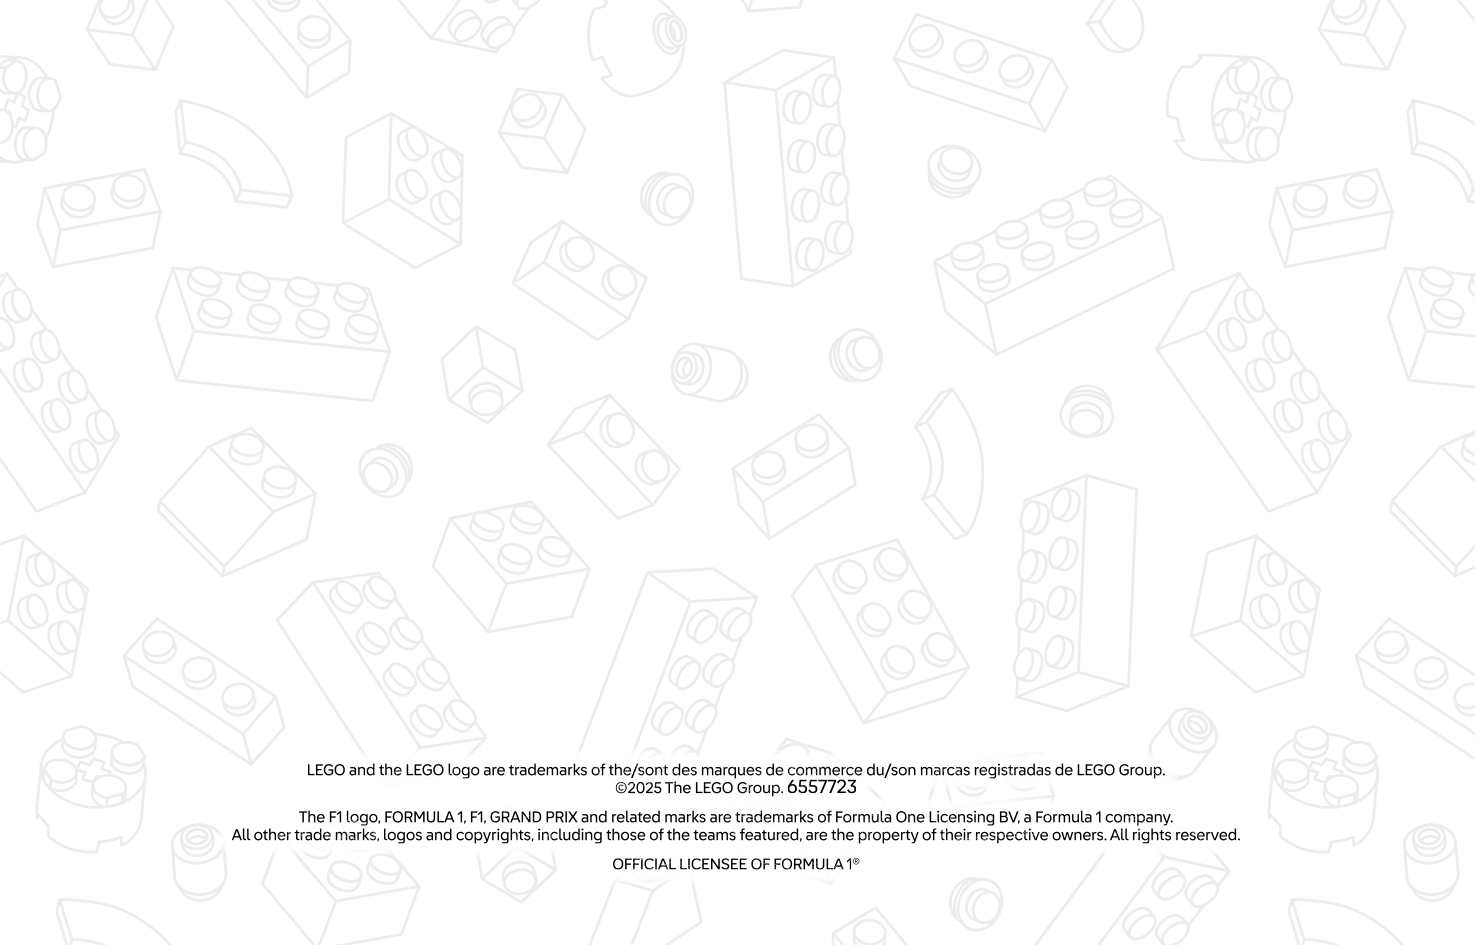 LEGO and the LEGO logo are trademarks of the/sont des marques de commerce du/son marcas registradas de LEGO Group.
©2025 The LEGO Group. 6557723
The F1 logo, FORMULA 1, F1, GRAND PRIX and related marks are trademarks of Formula One Licensing BV, a Formula 1 company.
All other trade marks, logos and copyrights, including those of the teams featured, are the property of their respective owners. All rights reserved.
OFFICIAL LICENSEE OF FORMULA 1®